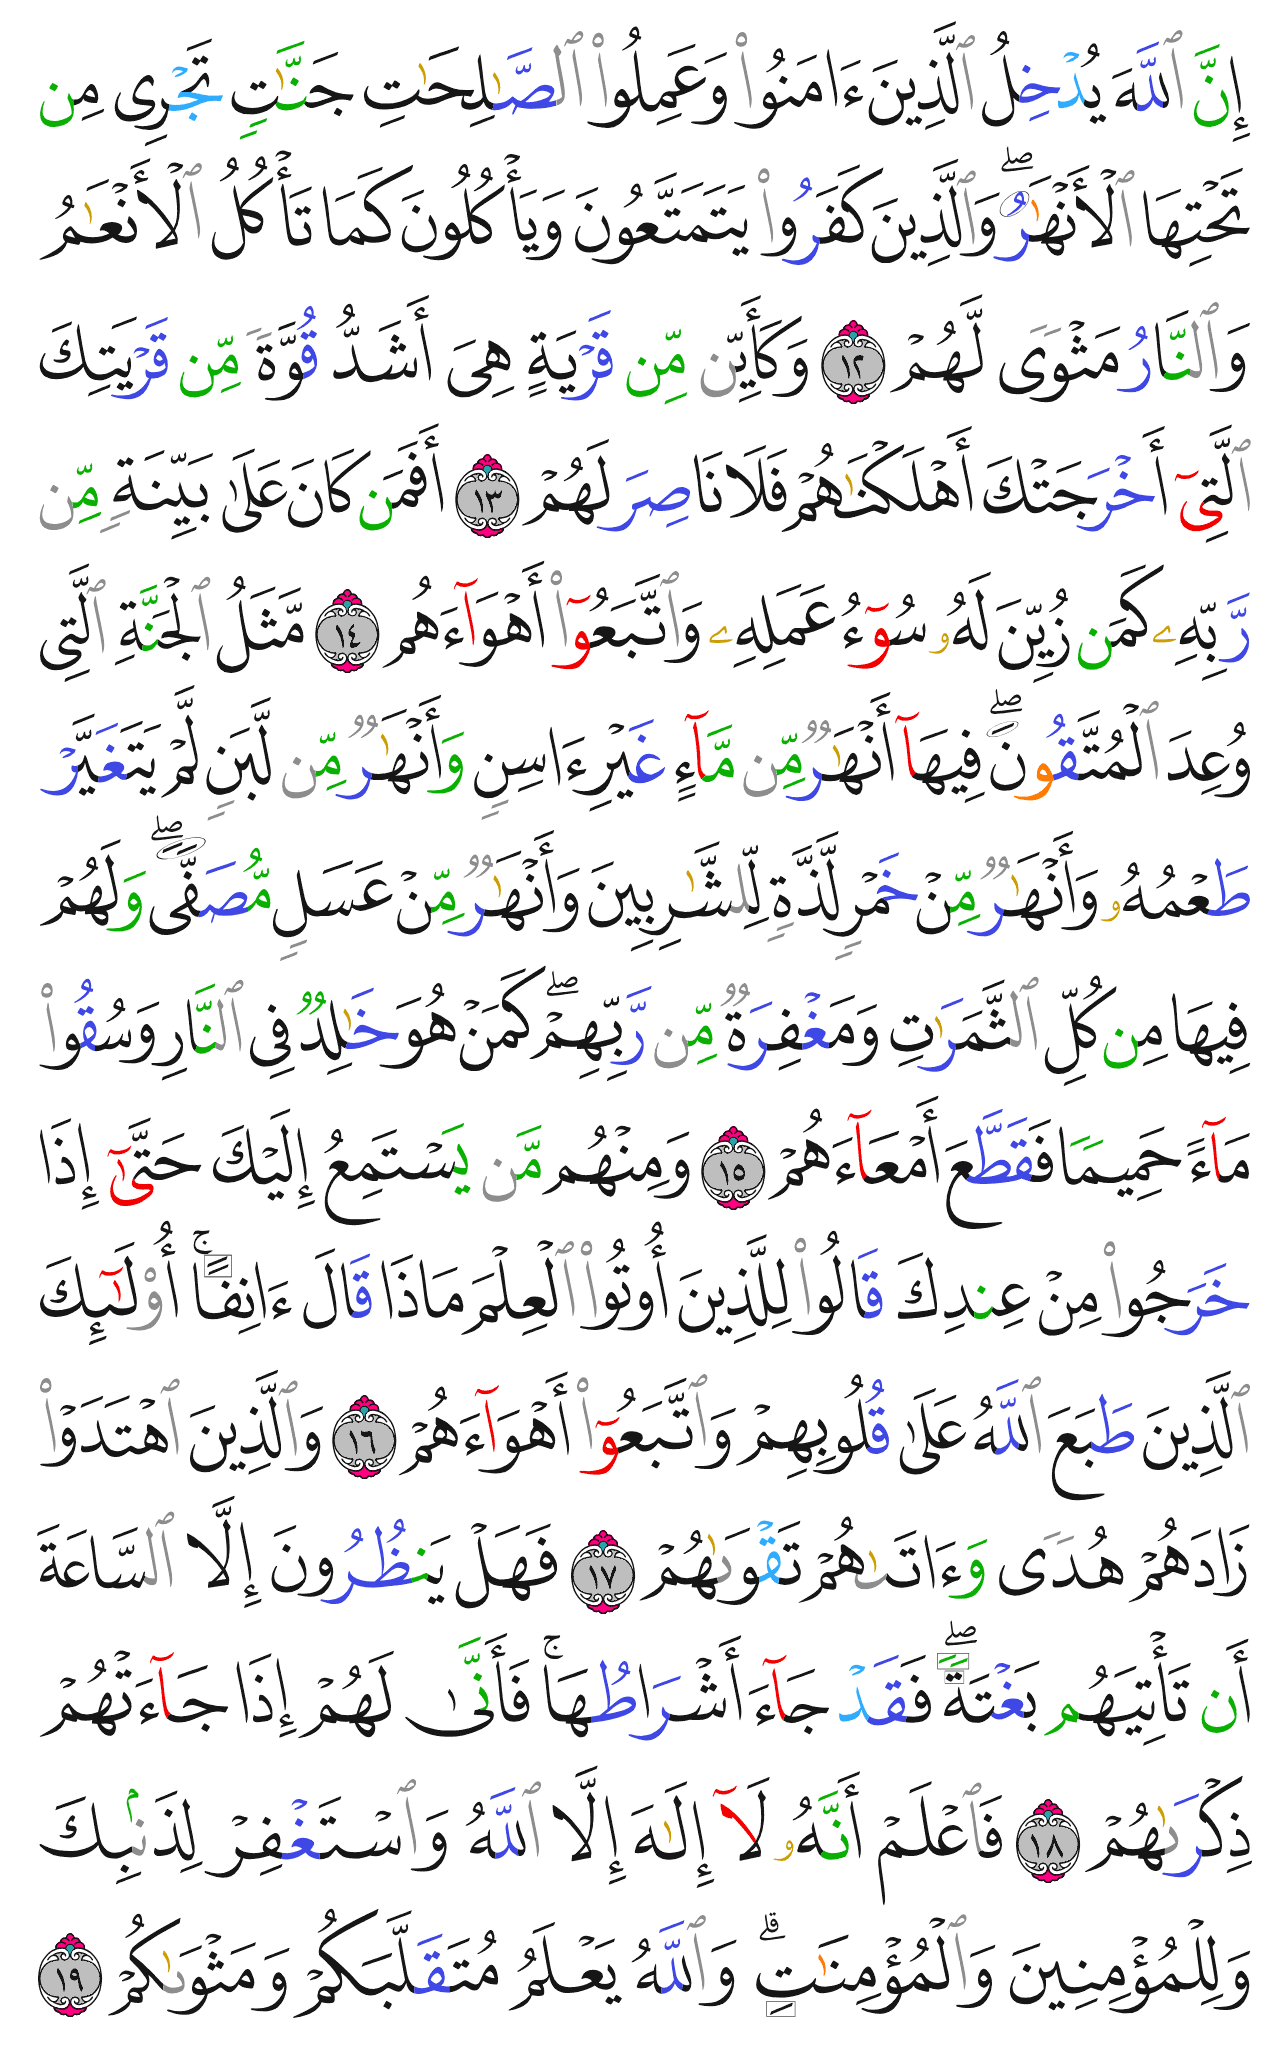 إِنَّ ٱللَّهَ يُدۡخِلُ ٱلَّذِينَ ءَامَنُوا۟ وَعَمِلُوا۟ ٱلصَّـٰلِحَـٰتِ جَنَّـٰتٍ تَجۡرِى مِن
تَحۡتِهَا ٱلۡأَنۡهَـٰرُۖ وَٱلَّذِينَ كَفَرُوا۟ يَتَمَتَّعُونَ وَيَأۡكُلُونَ كَمَا تَأۡكُلُ ٱلۡأَنۡعَـٰمُ
وَٱلنَّارُ مَثۡوًى لَّهُمۡ ١٢ وَكَأَيِّن مِّن قَرۡيَةٍ هِىَ أَشَدُّ قُوَّةً مِّن قَرۡيَتِكَ
ٱلَّتِىٓ أَخۡرَجَتۡكَ أَهۡلَكۡنَـٰهُمۡ فَلَا نَاصِرَ لَهُمۡ ١٣ أَفَمَن كَانَ عَلَىٰ بَيِّنَةٍ مِّن
رَّبِّهِۦ كَمَن زُيِّنَ لَهُۥ سُوٓءُ عَمَلِهِۦ وَٱتَّبَعُوٓا۟ أَهۡوَآءَهُم ١٤ مَّثَلُ ٱلۡجَنَّةِ ٱلَّتِى
وُعِدَ ٱلۡمُتَّقُونَۖ فِيهَآ أَنۡهَـٰرٌ مِّن مَّآءٍ غَيۡرِ ءَاسِنٍ وَأَنۡهَـٰرٌ مِّن لَّبَنٍ لَّمۡ يَتَغَيَّرۡ
طَعۡمُهُۥ وَأَنۡهَـٰرٌ مِّنۡ خَمۡرٍ لَّذَّةٍ لِّلشَّـٰرِبِينَ وَأَنۡهَـٰرٌ مِّنۡ عَسَلٍ مُّصَفًّىۖ وَلَهُمۡ
فِيهَا مِن كُلِّ ٱلثَّمَرَٰتِ وَمَغۡفِرَةٌ مِّن رَّبِّهِمۡۖ كَمَنۡ هُوَ خَـٰلِدٌ فِى ٱلنَّارِ وَسُقُوا۟
مَآءً حَمِيمًا فَقَطَّعَ أَمۡعَآءَهُمۡ ١٥ وَمِنۡهُم مَّن يَسۡتَمِعُ إِلَيۡكَ حَتَّىٰٓ إِذَا
خَرَجُوا۟ مِنۡ عِندِكَ قَالُوا۟ لِلَّذِينَ أُوتُوا۟ ٱلۡعِلۡمَ مَاذَا قَالَ ءَانِفًاۚ أُو۟لَـٰٓئِكَ
ٱلَّذِينَ طَبَعَ ٱللَّهُ عَلَىٰ قُلُوبِهِمۡ وَٱتَّبَعُوٓا۟ أَهۡوَآءَهُمۡ ١٦ وَٱلَّذِينَ ٱهۡتَدَوۡا۟
زَادَهُمۡ هُدًى وَءَاتَىٰهُمۡ تَقۡوَىٰهُمۡ ١٧ فَهَلۡ يَنظُرُونَ إِلَّا ٱلسَّاعَةَ
أَن تَأۡتِيَهُم بَغۡتَةًۖ فَقَدۡ جَآءَ أَشۡرَاطُهَاۚ فَأَنَّىٰ لَهُمۡ إِذَا جَآءَتۡهُمۡ
ذِكۡرَىٰهُمۡ ١٨ فَٱعۡلَمۡ أَنَّهُۥ لَآ إِلَـٰهَ إِلَّا ٱللَّهُ وَٱسۡتَغۡفِرۡ لِذَنۢبِكَ
وَلِلۡمُؤۡمِنِينَ وَٱلۡمُؤۡمِنَـٰتِۗ وَٱللَّهُ يَعۡلَمُ مُتَقَلَّبَكُمۡ وَمَثۡوَىٰكُمۡ ١٩